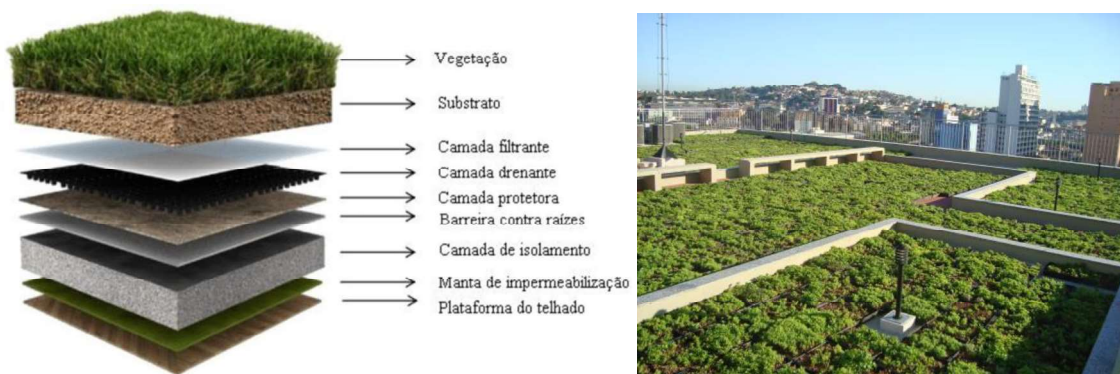 Vegetação
Substrato
Camada filtrante
Camada drenante
Camada protetora
Barreira contra raízes
Camada de isolamento
Manta de impermeabilização
Plataforma do telhado